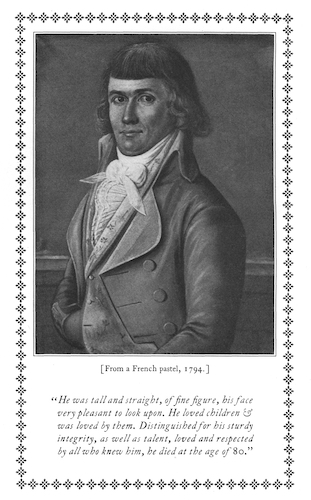 [From a French pastel, 1794.]
“He was tall and straight, of fine figure, his face
very pleasant to look upon. He loved children &
was loved by them. Distinguished for his sturdy
integrity, as well as talent, loved and respected
by all who knew him, he died at the age of 80.”